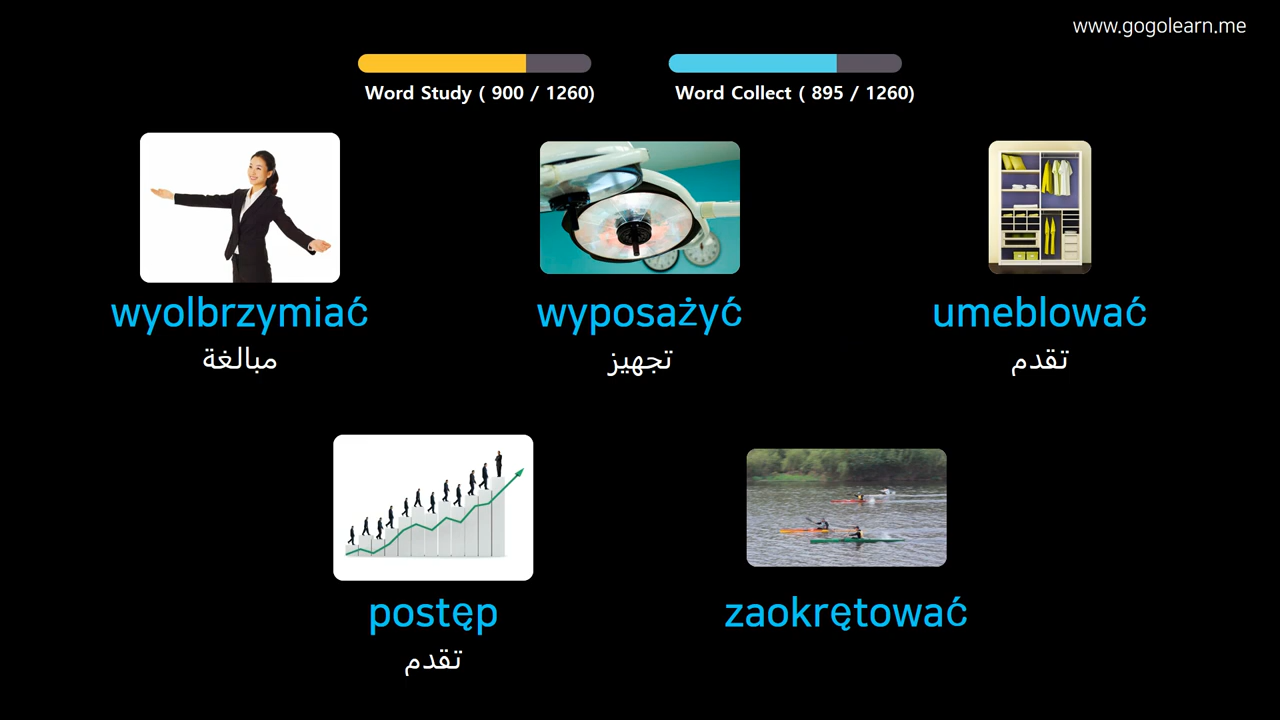 www.gogolearn.me
Word Study ( 900 / 1260)
Word Collect ( 895 / 1260)
wyolbrzymiać
مبالغة
wyposażyć
تجهيز
umeblować
تقدم
postęp
تقدم
zaokrętować